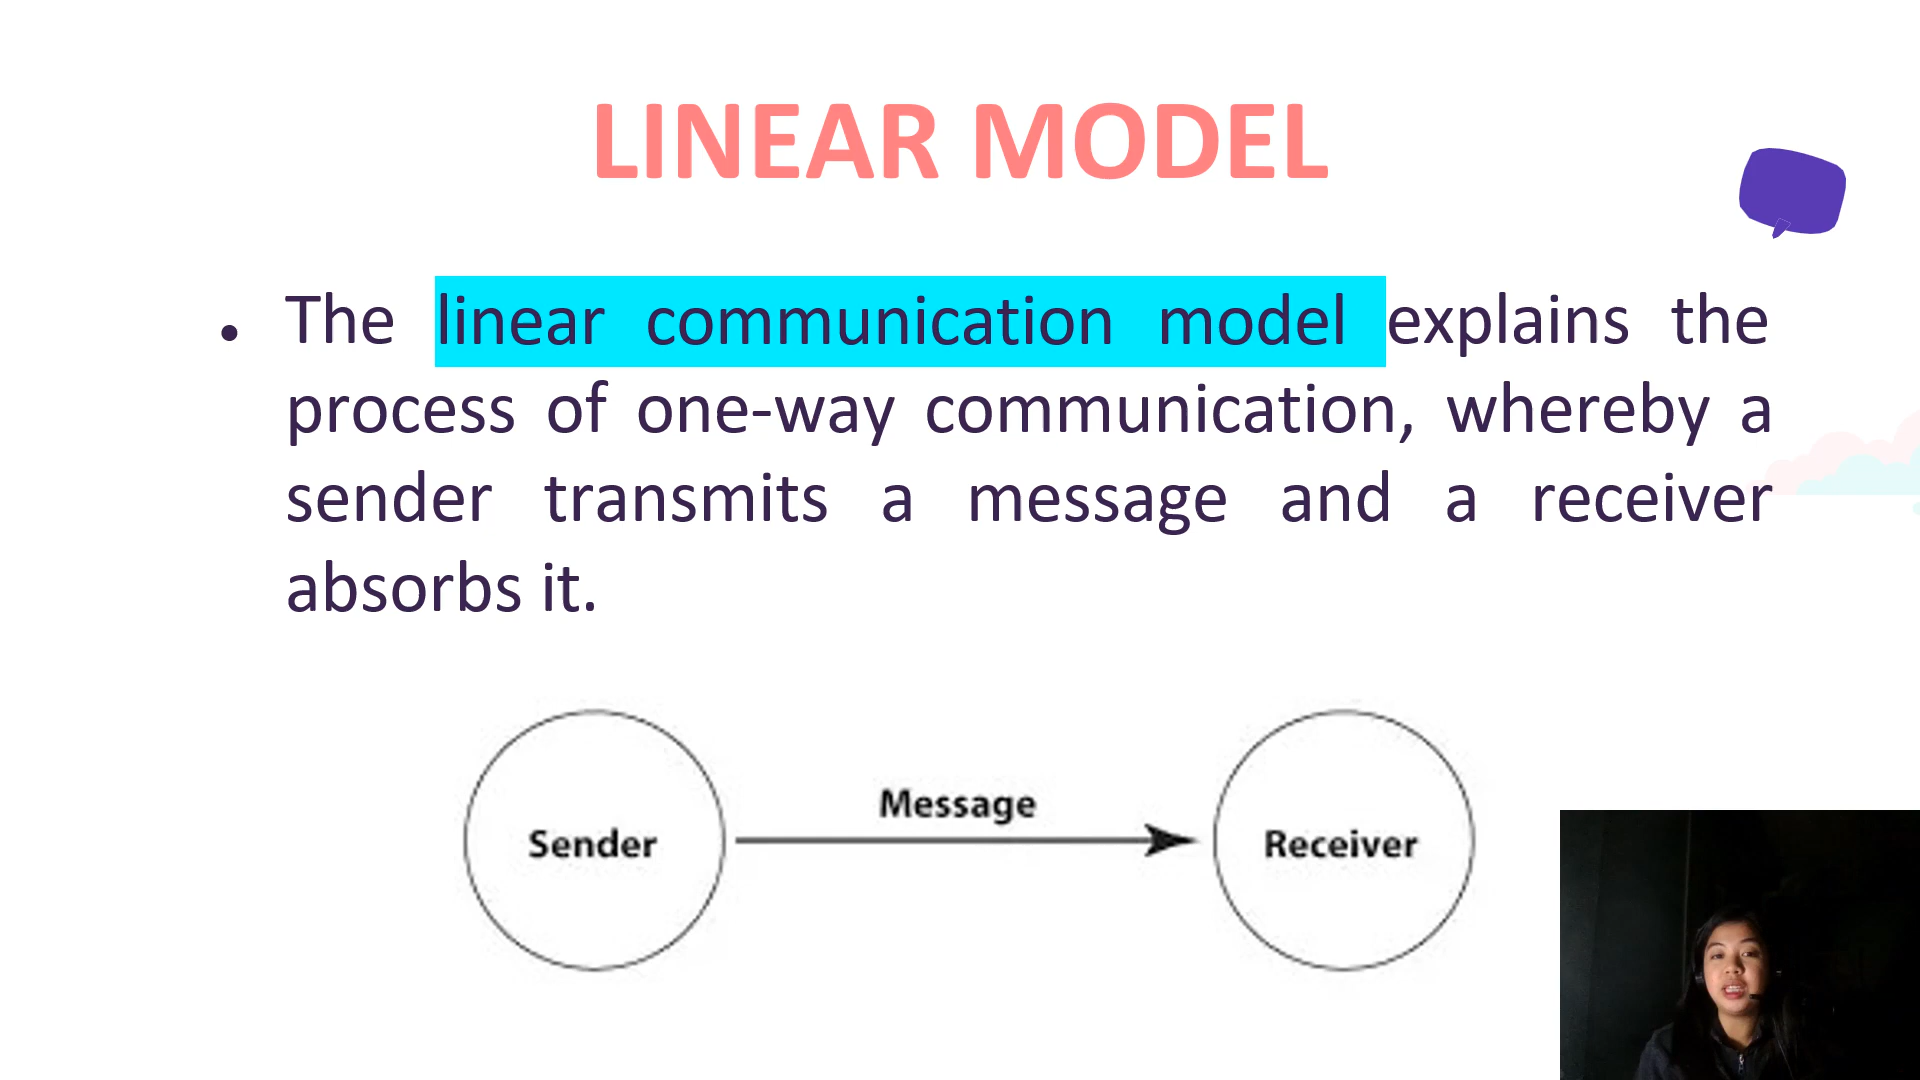 LINEAR MODEL
• The linear communication model explains the
process of one-way communication, whereby a
sender transmits a message and a receiver
absorbs it.
Message
Sender
Receiver